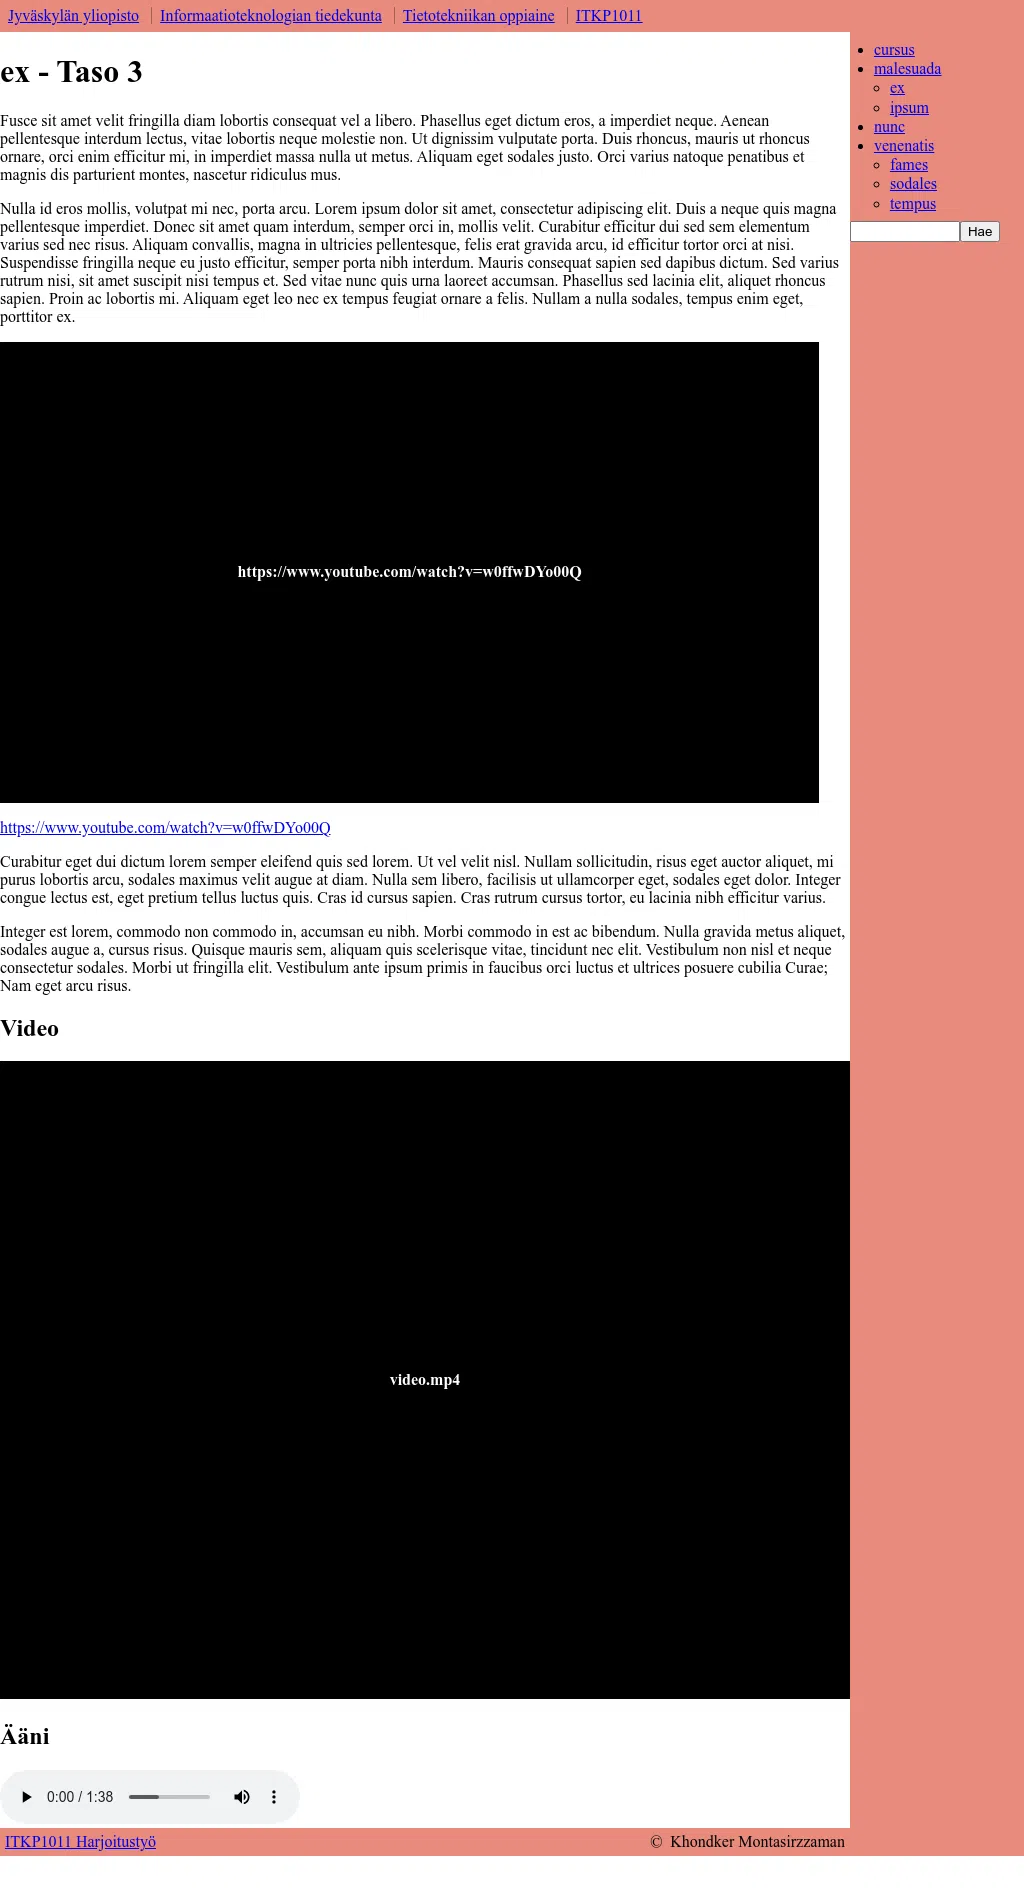 Jyväskylän yliopisto Informaatioteknologian tiedekunta Tietotekniikan oppiaine ITKP1011
ex - Taso 3
Fusce sit amet velit fringilla diam lobortis consequat vel a libero. Phasellus eget dictum eros, a imperdiet neque. Aenean
pellentesque interdum lectus, vitae lobortis neque molestie non. Ut dignissim vulputate porta. Duis rhoncus, mauris ut rhoncus
ornare, orci enim efficitur mi, in imperdiet massa nulla ut metus. Aliquam eget sodales justo. Orci varius natoque penatibus et
magnis dis parturient montes, nascetur ridiculus mus.
Nulla id eros mollis, volutpat mi nec, porta arcu. Lorem ipsum dolor sit amet, consectetur adipiscing elit. Duis a neque quis magna
pellentesque imperdiet. Donec sit amet quam interdum, semper orci in, mollis velit. Curabitur efficitur dui sed sem elementum
varius sed nec risus. Aliquam convallis, magna in ultricies pellentesque, felis erat gravida arcu, id efficitur tortor orci at nisi.
Suspendisse fringilla neque eu justo efficitur, semper porta nibh interdum. Mauris consequat sapien sed dapibus dictum. Sed varius
rutrum nisi, sit amet suscipit nisi tempus et. Sed vitae nunc quis urna laoreet accumsan. Phasellus sed lacinia elit, aliquet rhoncus
sapien. Proin ac lobortis mi. Aliquam eget leo nec ex tempus feugiat ornare a felis. Nullam a nulla sodales, tempus enim eget,
porttitor ex.
https://www.youtube.com/watch?v=w0ffwDYo00Q
https://www.youtube.com/watch?v=w0ffwDYo00Q
Curabitur eget dui dictum lorem semper eleifend quis sed lorem. Ut vel velit nisl. Nullam sollicitudin, risus eget auctor aliquet, mi
purus lobortis arcu, sodales maximus velit augue at diam. Nulla sem libero, facilisis ut ullamcorper eget, sodales eget dolor. Integer
congue lectus est, eget pretium tellus luctus quis. Cras id cursus sapien. Cras rutrum cursus tortor, eu lacinia nibh efficitur varius.
Integer est lorem, commodo non commodo in, accumsan eu nibh. Morbi commodo in est ac bibendum. Nulla gravida metus aliquet,
sodales augue a, cursus risus. Quisque mauris sem, aliquam quis scelerisque vitae, tincidunt nec elit. Vestibulum non nisl et neque
consectetur sodales. Morbi ut fringilla elit. Vestibulum ante ipsum primis in faucibus orci luctus et ultrices posuere cubilia Curae;
Nam eget arcu risus.
Video
video.mp4
Ääni
0:00 / 1:38
cursus
malesuada
ex
ipsum
nunc
venenatis
fames
sodales
tempus
Hae
ITKP1011 Harjoitustyö © Khondker Montasirzzaman